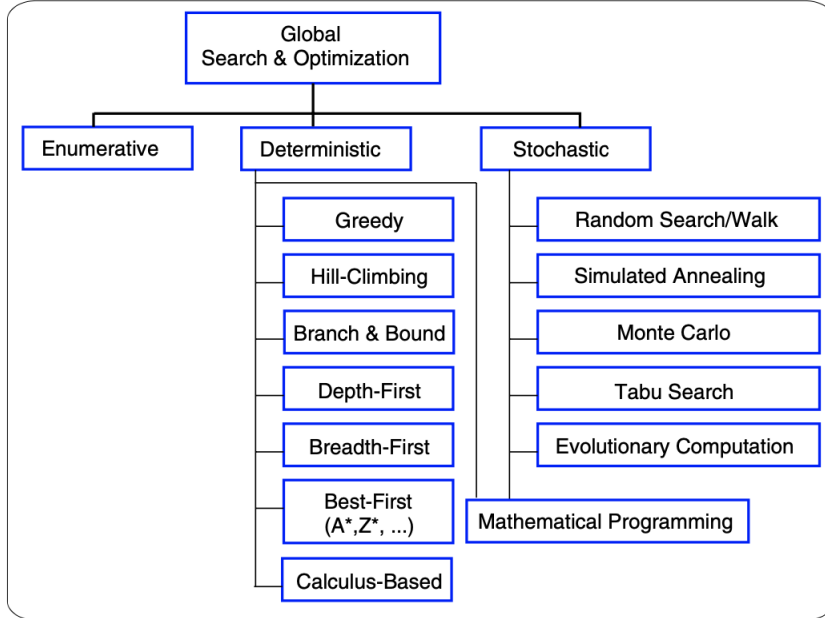 Global
Search & Optimization
Enumerative
Deterministic
Stochastic
Greedy
Hill-Climbing
Branch & Bound
Depth-First
Breadth-First
Best-First
(A*,Z*, ...)
Calculus-Based
Random Search/Walk
Simulated Annealing
Monte Carlo
Tabu Search
Evolutionary Computation
Mathematical Programming